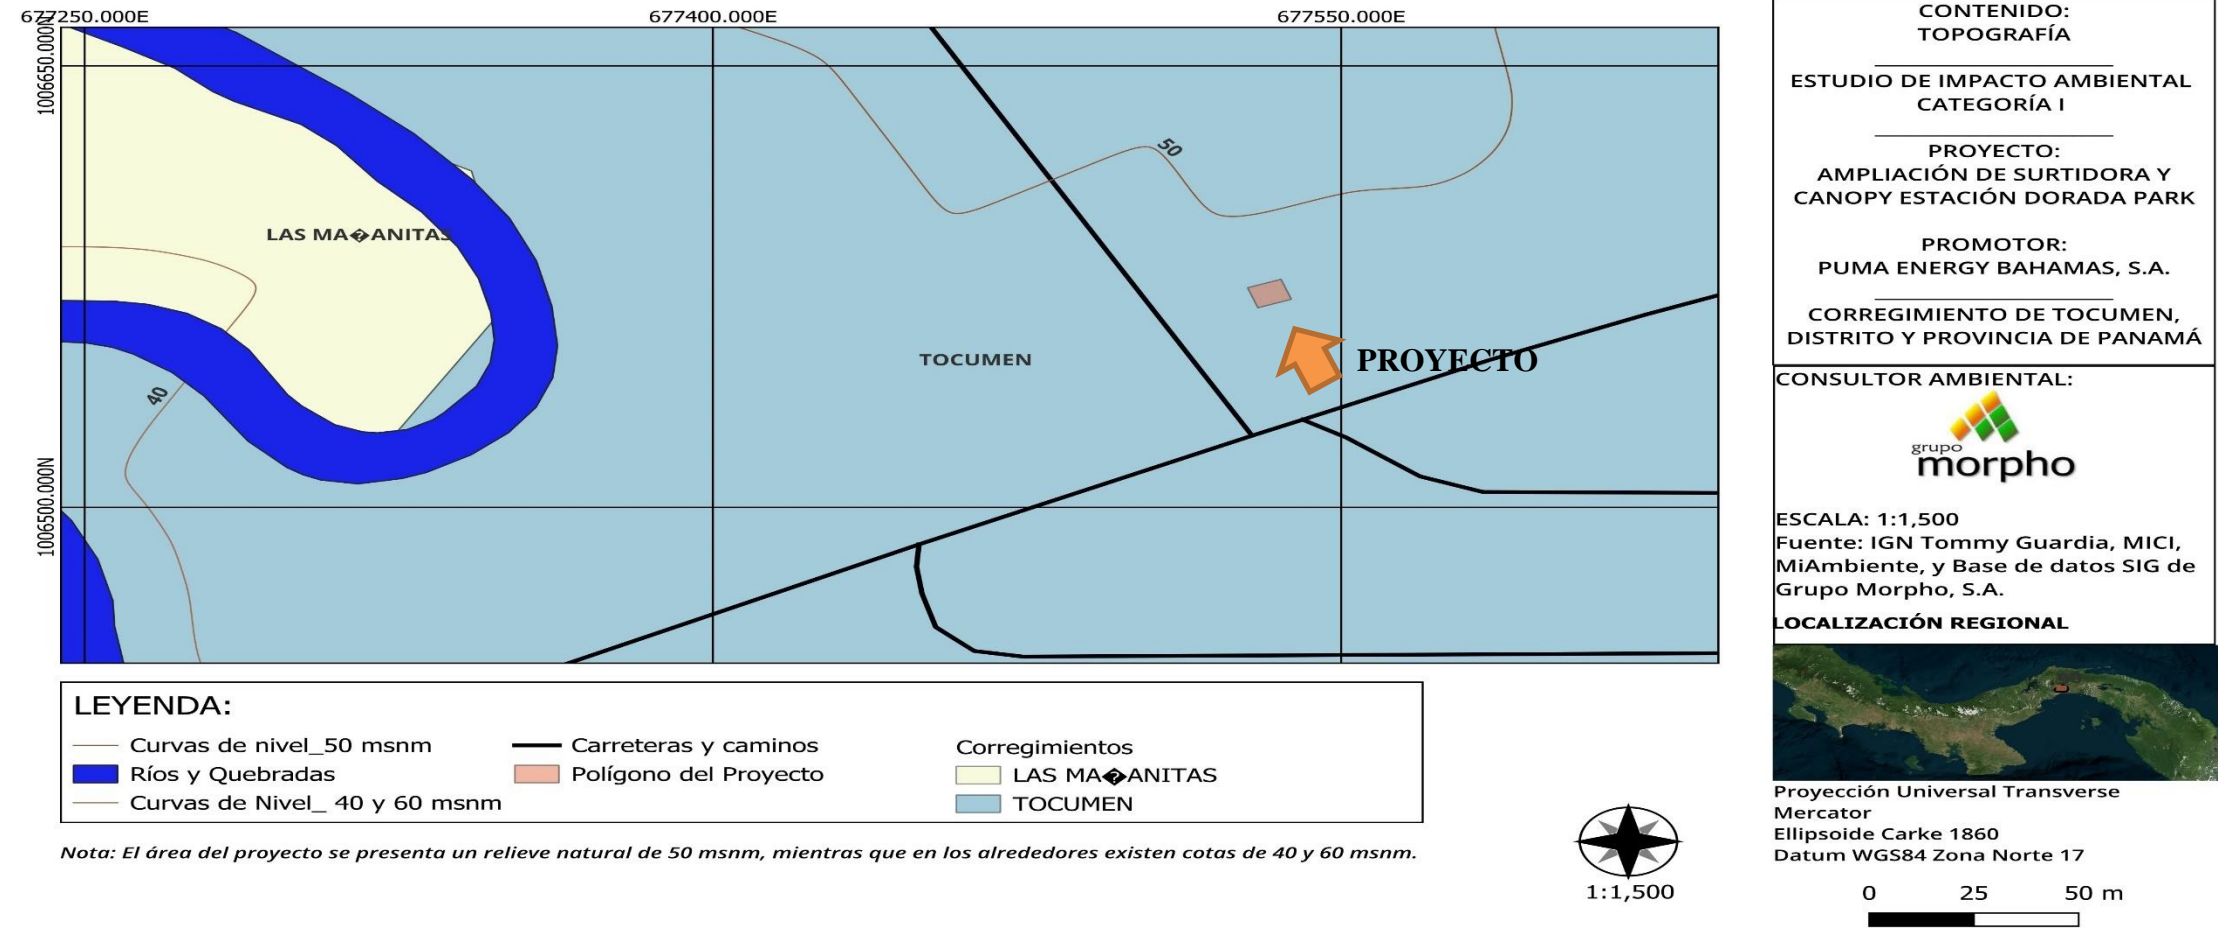 677250.000E
677400.000E
677550.000E
1006650.000N
1006500.000N
50
LAS MA�ANITAS
TOCUMEN
PROYECTO
40
LEYENDA:
Curvas de nivel_50 msnm
Ríos y Quebradas
Curvas de Nivel_ 40 y 60 msnm
Carreteras y caminos
Polígono del Proyecto
Corregimientos
LAS MA�ANITAS
TOCUMEN
Nota: El área del proyecto se presenta un relieve natural de 50 msnm, mientras que en los alrededores existen cotas de 40 y 60 msnm.
1:1,500
CONTENIDO:
TOPOGRAFÍA
ESTUDIO DE IMPACTO AMBIENTAL
CATEGORÍA I
PROYECTO:
AMPLIACIÓN DE SURTIDORA Y
CANOPY ESTACIÓN DORADA PARK
PROMOTOR:
PUMA ENERGY BAHAMAS, S.A.
CORREGIMIENTO DE TOCUMEN,
DISTRITO Y PROVINCIA DE PANAMÁ
CONSULTOR AMBIENTAL:
grupo
morpho
ESCALA: 1:1,500
Fuente: IGN Tommy Guardia, MICI,
MiAmbiente, y Base de datos SIG de
Grupo Morpho, S.A.
LOCALIZACIÓN REGIONAL
Proyección Universal Transverse
Mercator
Ellipsoide Carke 1860
Datum WGS84 Zona Norte 17
0 25 50 m